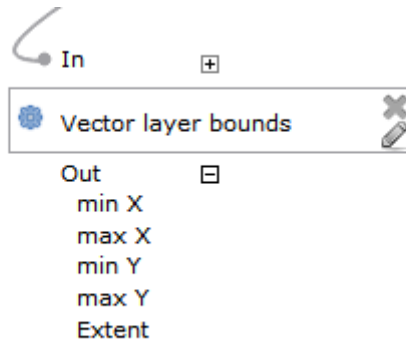 In
Vector layer bounds
Out
min X
max X
min Y
max Y
Extent